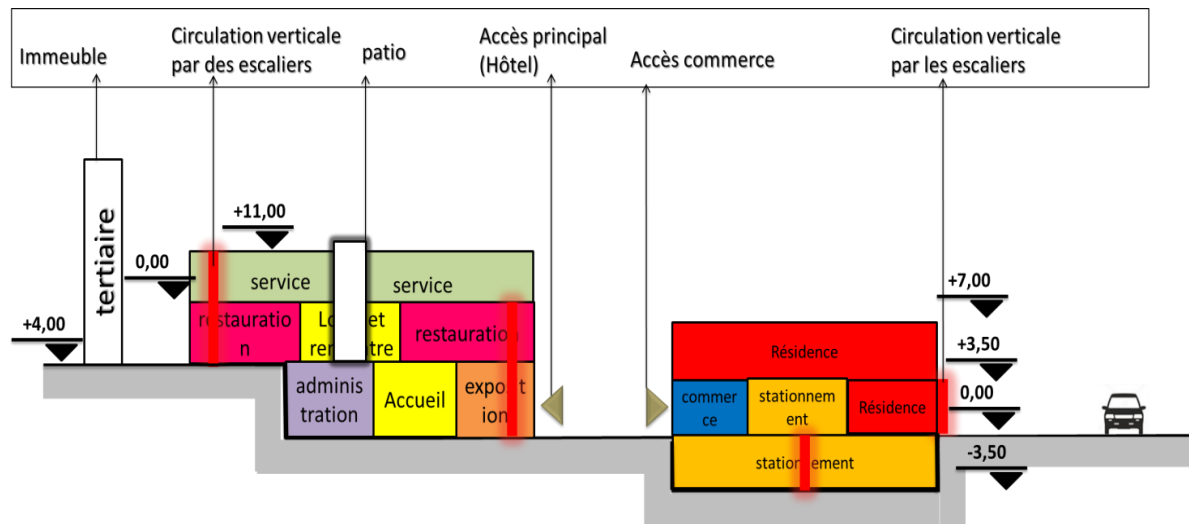 Immeuble
Circulation verticale
par des escaliers
patio
Accès principal
(Hôtel)
Accès commerce
Circulation verticale
par les escaliers
tertiaire
+11,00
0,00
+4,00
service
service
restauratio
n
restauration
adminis
tration
Accueil
+7,00
+3,50
0,00
-3,50
Résidence
commer
ce
stationnem
ent
Résidence